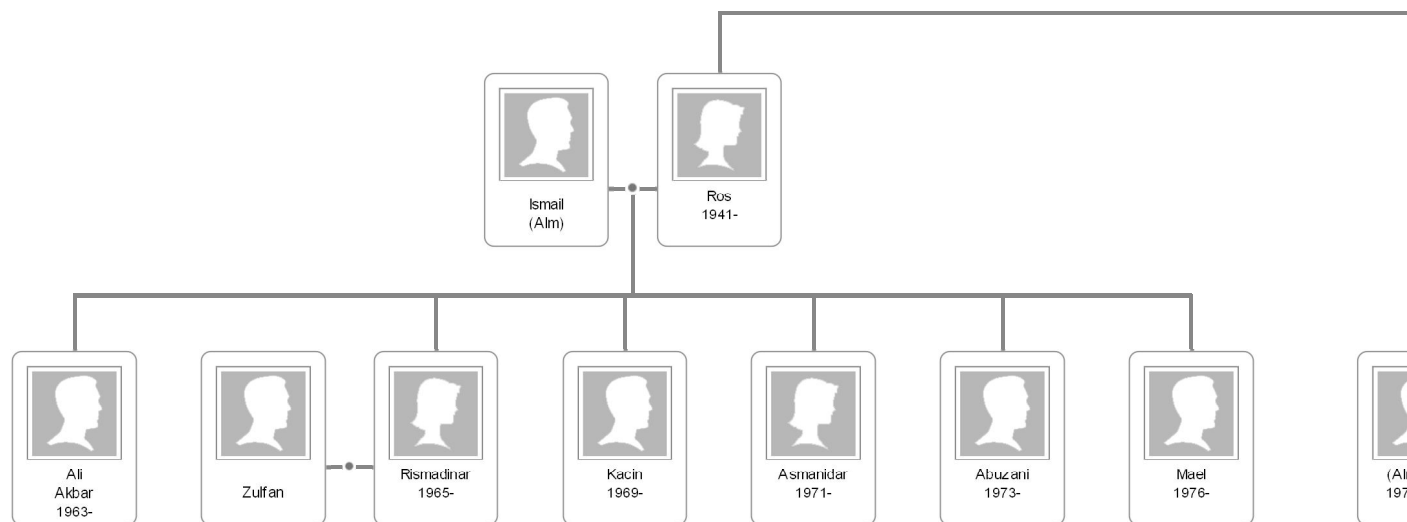 Ismail
(Alm)
Ros
1941-
Ali
Akbar
1963-
Zulfan
Rismadinar
1965-
Kacin
1969-
Asmanidar
1971-
Abuzani
1973-
Mael
1976-